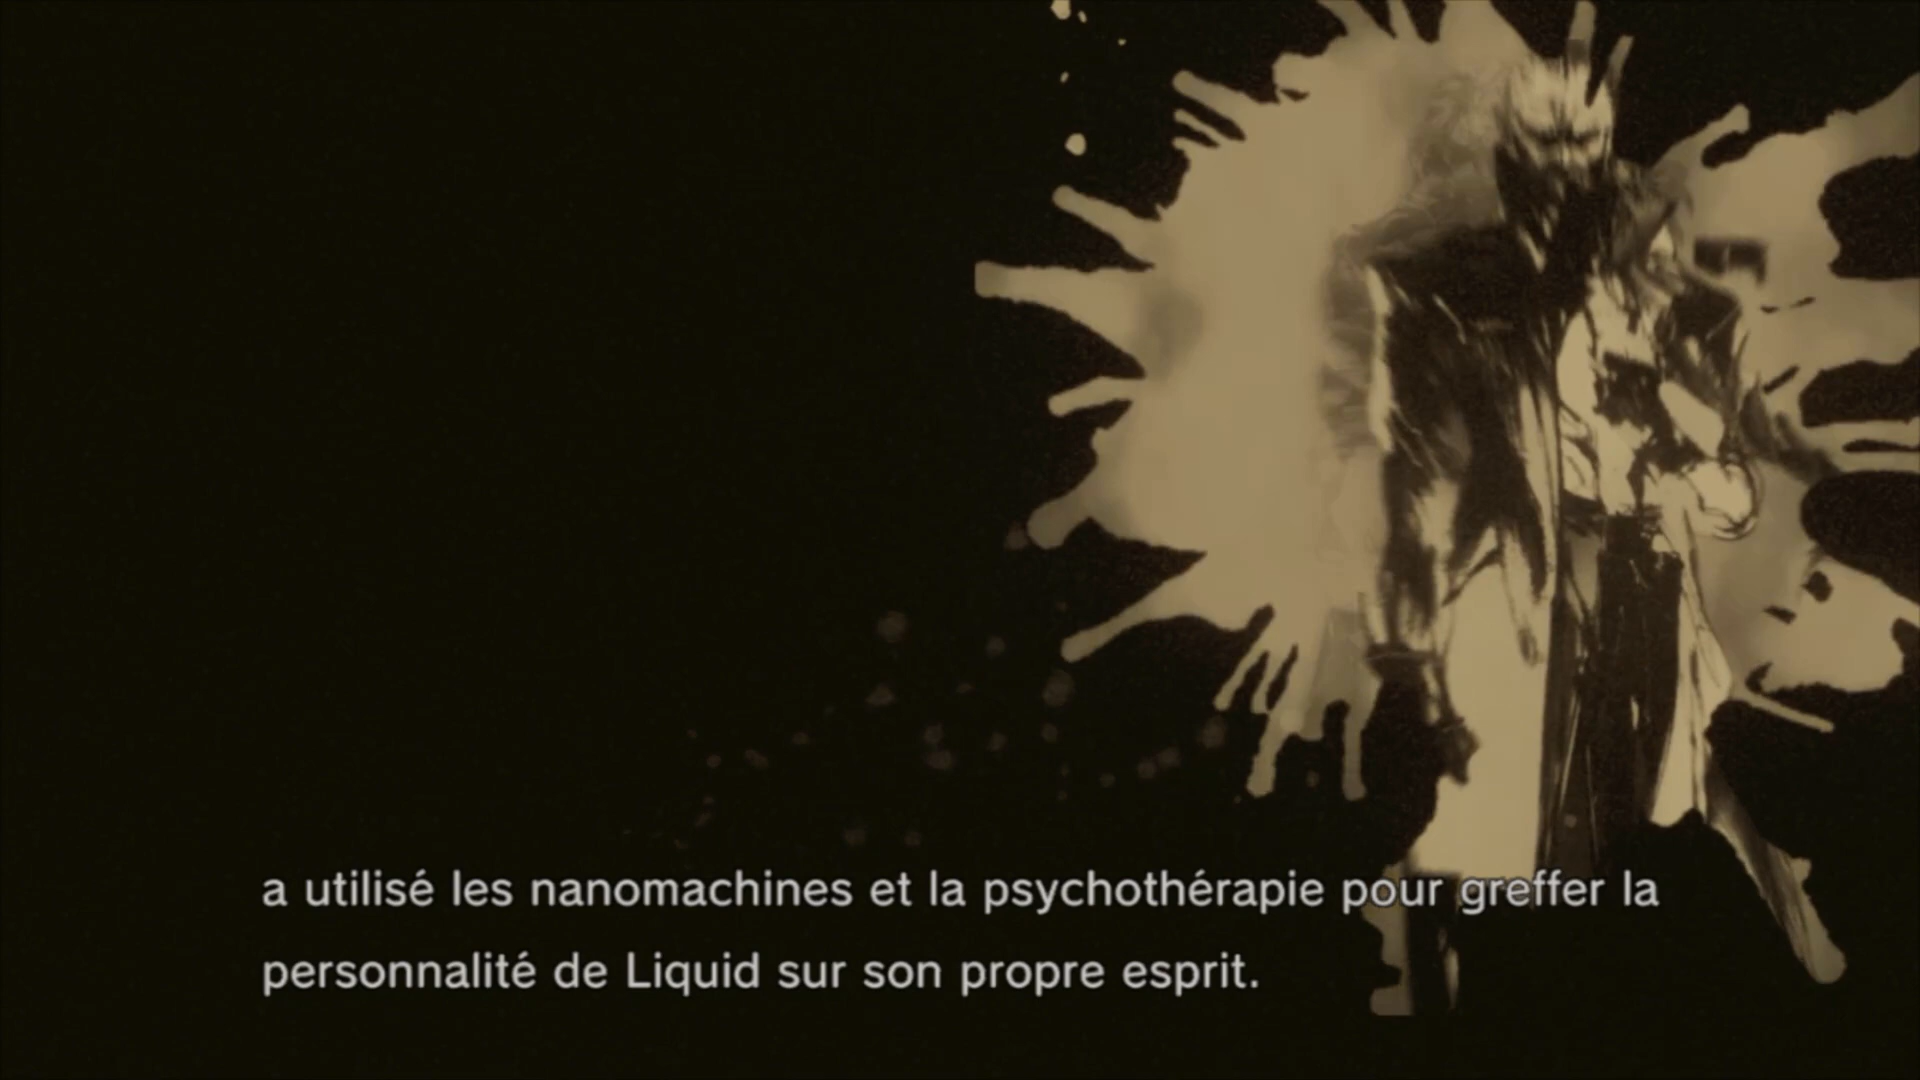 a utilisé les nanomachines et la psychothérapie pour greffer la
personnalité de Liquid sur son propre esprit.